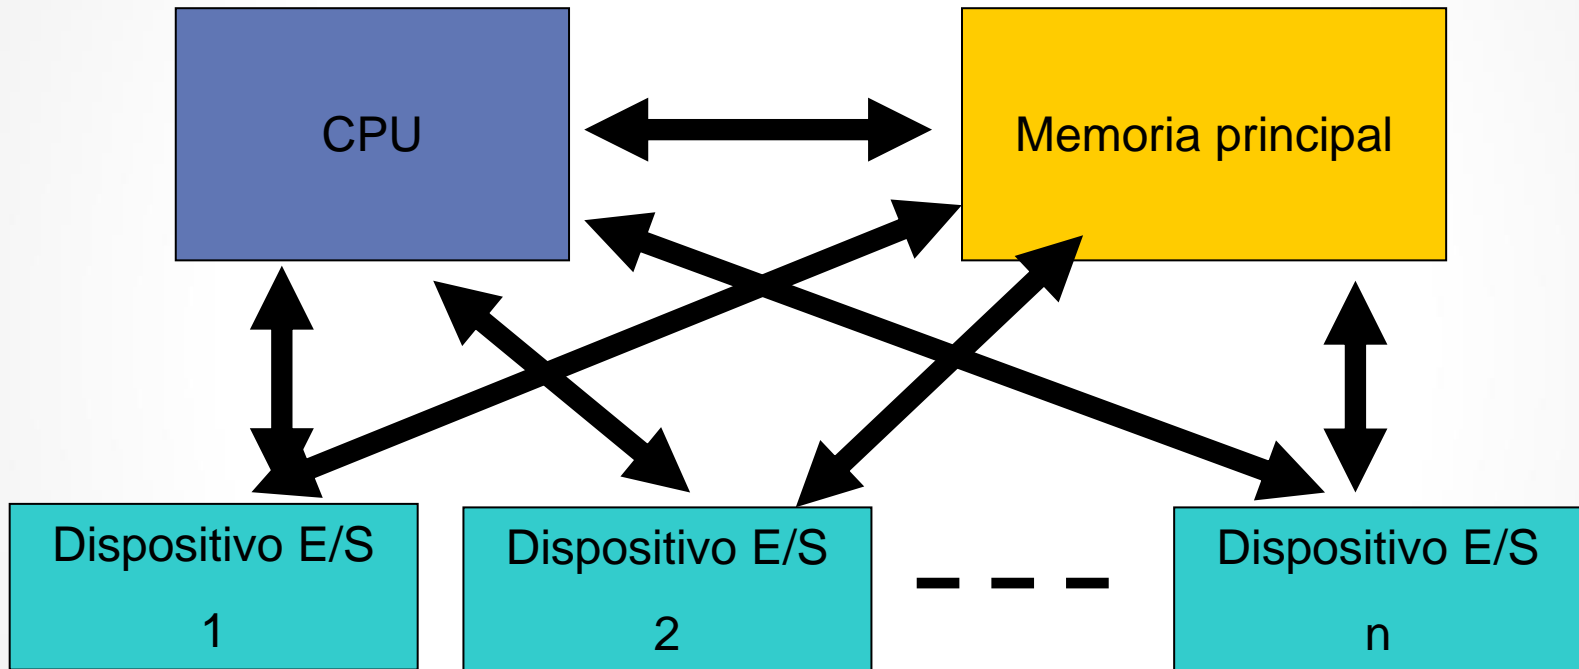 CPU
Memoria principal
Dispositivo E/S
1
Dispositivo E/S
2
Dispositivo E/S
n